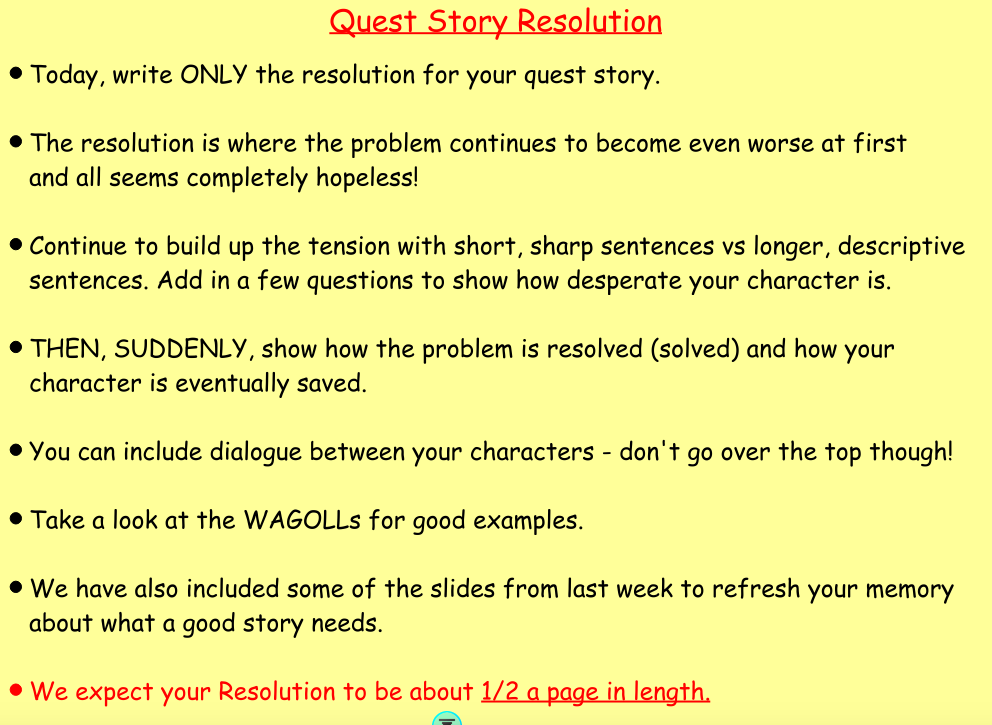 Quest Story Resolution
• Today, write ONLY the resolution for your quest story.
• The resolution is where the problem continues to become even worse at first
and all seems completely hopeless!
• Continue to build up the tension with short, sharp sentences vs longer, descriptive
sentences. Add in a few questions to show how desperate your character is.
• THEN, SUDDENLY, show how the problem is resolved (solved) and how your
character is eventually saved.
• You can include dialogue between your characters - don't go over the top though!
• Take a look at the WAGOLLs for good examples.
• We have also included some of the slides from last week to refresh your memory
about what a good story needs.
• We expect your Resolution to be about 1/2 a page in length.